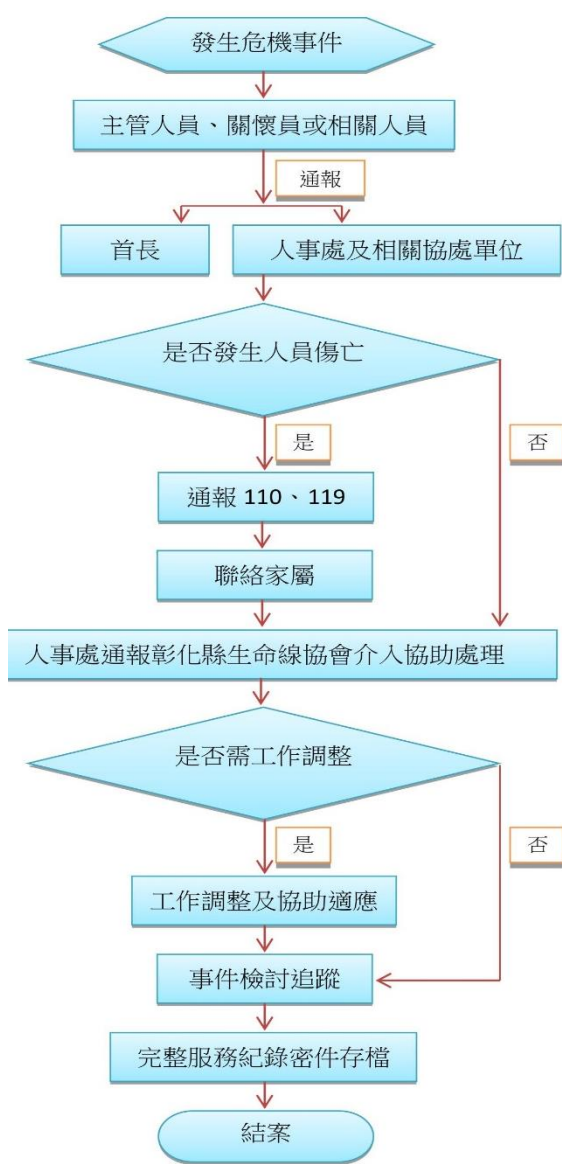 發生危機事件
主管人員、關懷員或相關人員
通報
首長
人事處及相關協處單位
是否發生人員傷亡
是
否
通報 110、119
聯絡家屬
人事處通報彰化縣生命線協會介入協助處理
是否需工作調整
是
否
工作調整及協助適應
事件檢討追蹤
完整服務紀錄密件存檔
結案